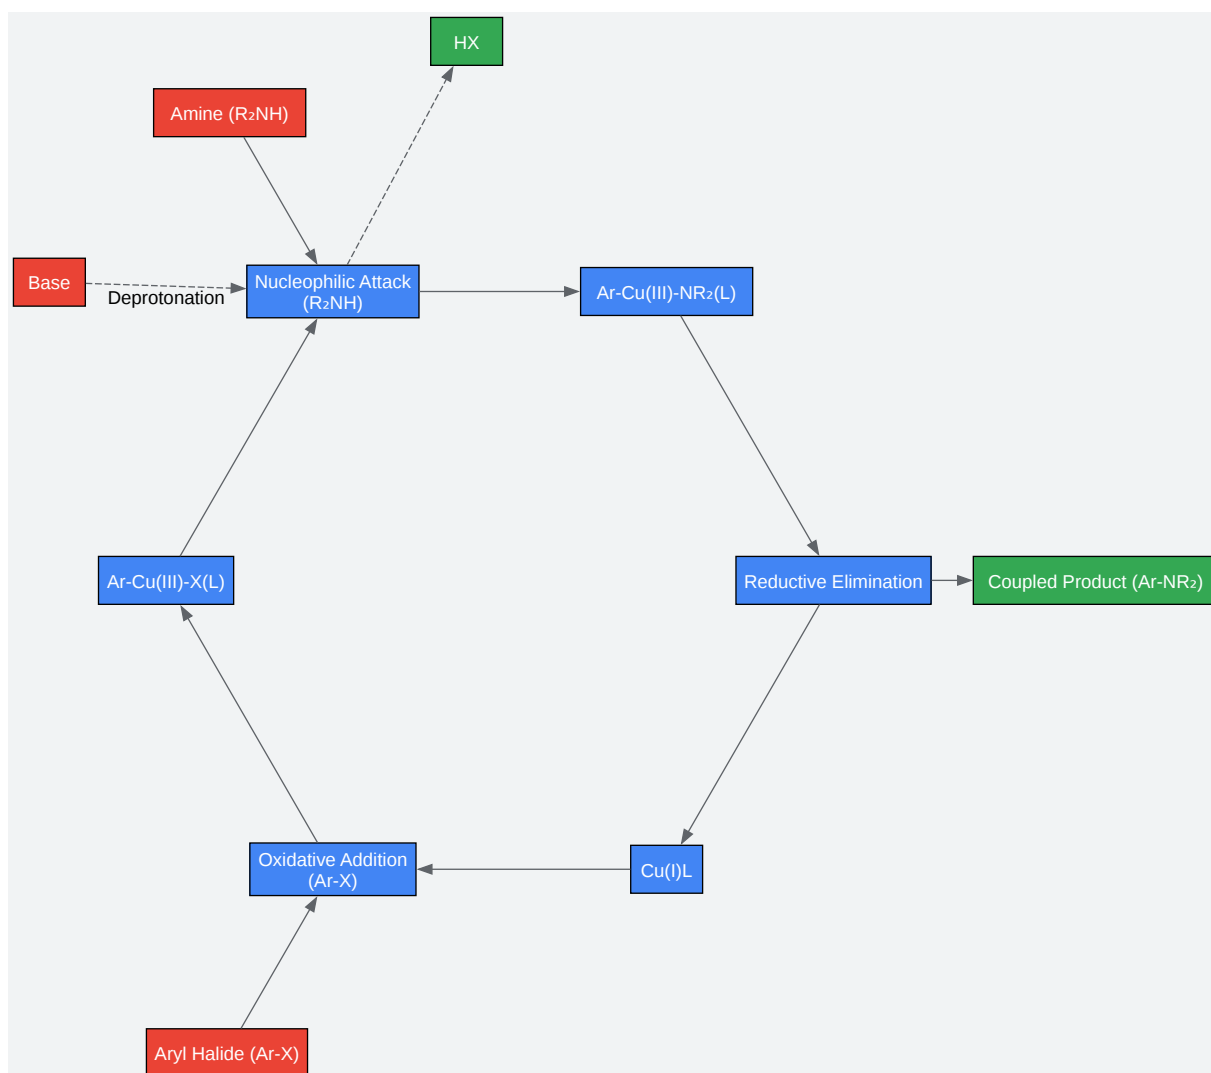 HX
Amine (R₂NH)
Base
Deprotonation
Nucleophilic Attack
(R₂NH)
Ar-Cu(III)-NR₂(L)
Ar-Cu(III)-X(L)
Reductive Elimination
Coupled Product (Ar-NR₂)
Oxidative Addition
(Ar-X)
Cu(I)L
Aryl Halide (Ar-X)